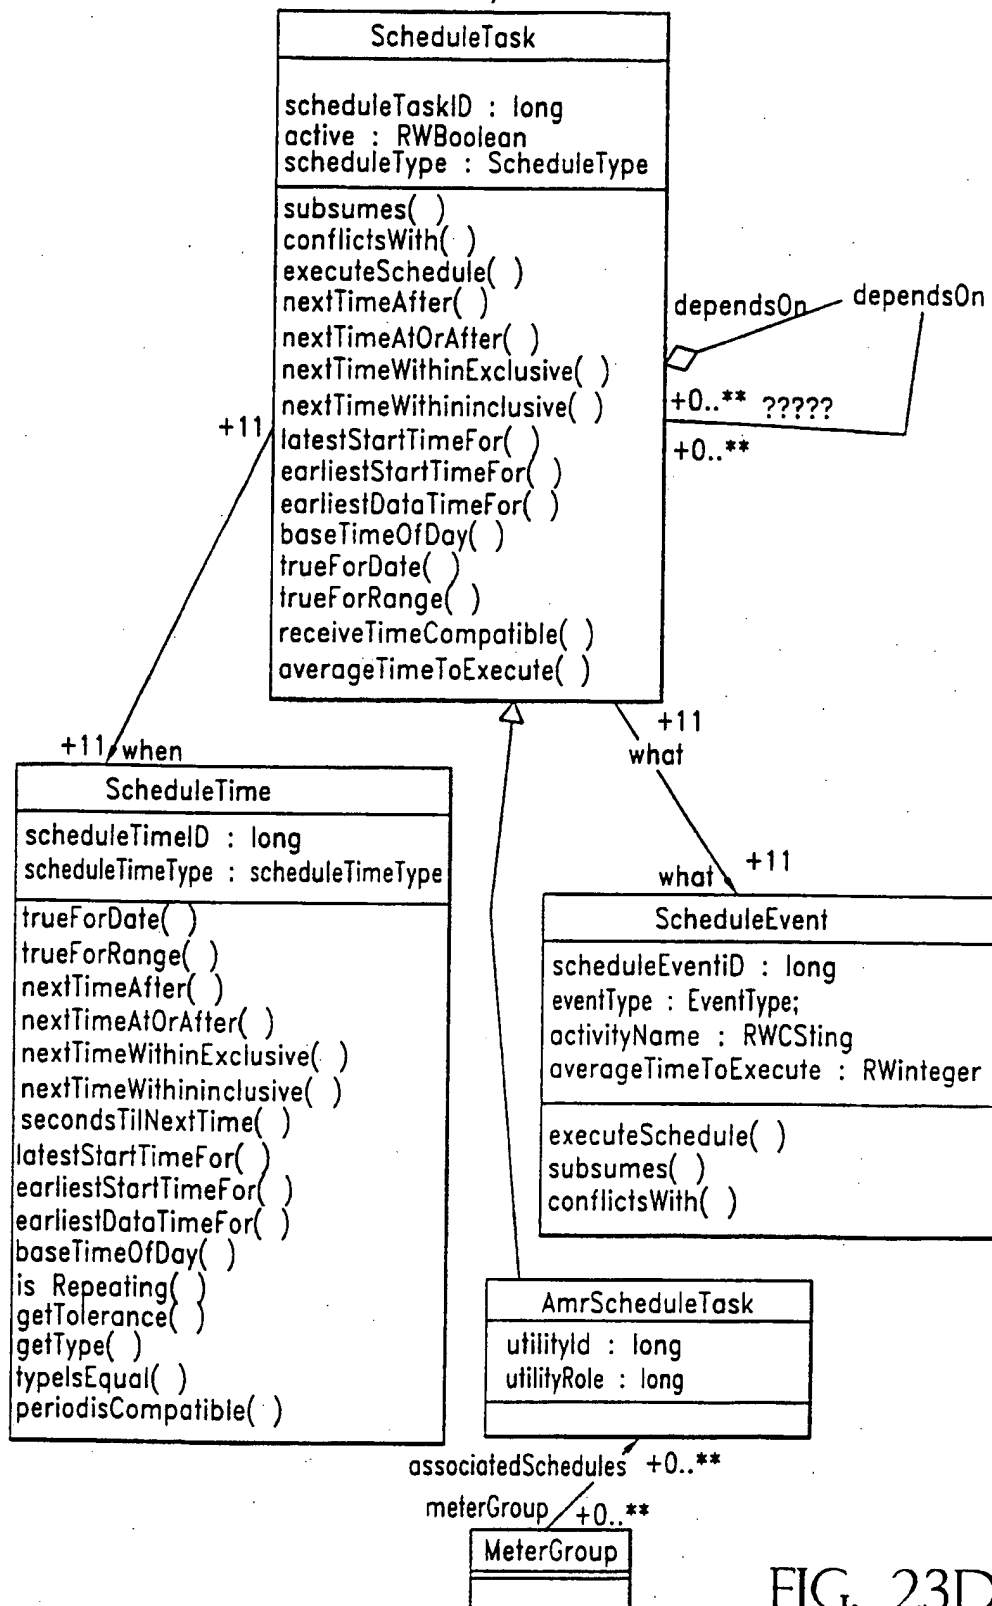 ScheduleTask
scheduleTaskID : long
active : RWBoolean
scheduleType : ScheduleType
subsumes( )
conflictsWith( )
executeSchedule( )
nextTimeAfter( )
nextTimeAtOrAfter( )
nextTimeWithinExclusive( )
nextTimeWithininclusive( )
latestStartTimeFor( )
earliestStartTimeFor( )
earliestDataTimeFor( )
baseTimeOfDay( )
trueForDate( )
trueForRange( )
receiveTimeCompatible( )
averageTimeToExecute( )
dependsOn
dependsOn
+0..** ?????
+0..**
+11
+11 when
+11
what
+11
what
ScheduleTime
scheduleTimeID : long
scheduleTimeType : scheduleTimeType
trueForDate( )
trueForRange( )
nextTimeAfter( )
nextTimeAtOrAfter( )
nextTimeWithinExclusive( )
nextTimeWithininclusive( )
secondsTilNextTime( )
latestStartTimeFor( )
earliestStartTimeFor( )
earliestDataTimeFor( )
baseTimeOfDay( )
is Repeating( )
getTolerance( )
getType( )
typeIsEqual( )
periodisCompatible( )
ScheduleEvent
scheduleEventiD : long
eventType : EventType;
activityName : RWCSting
averageTimeToExecute : RWinteger
executeSchedule( )
subsumes( )
conflictsWith( )
AmrScheduleTask
utilityId : long
utilityRole : long
associatedSchedules +0..**
meterGroup +0..**
MeterGroup
FIG. 23D